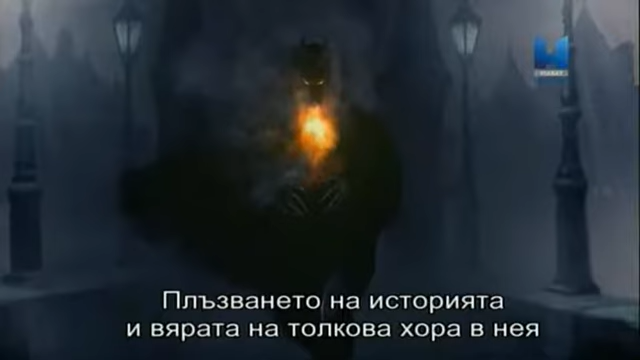 Плъзването на историята
и вярата на толкова хора в нея